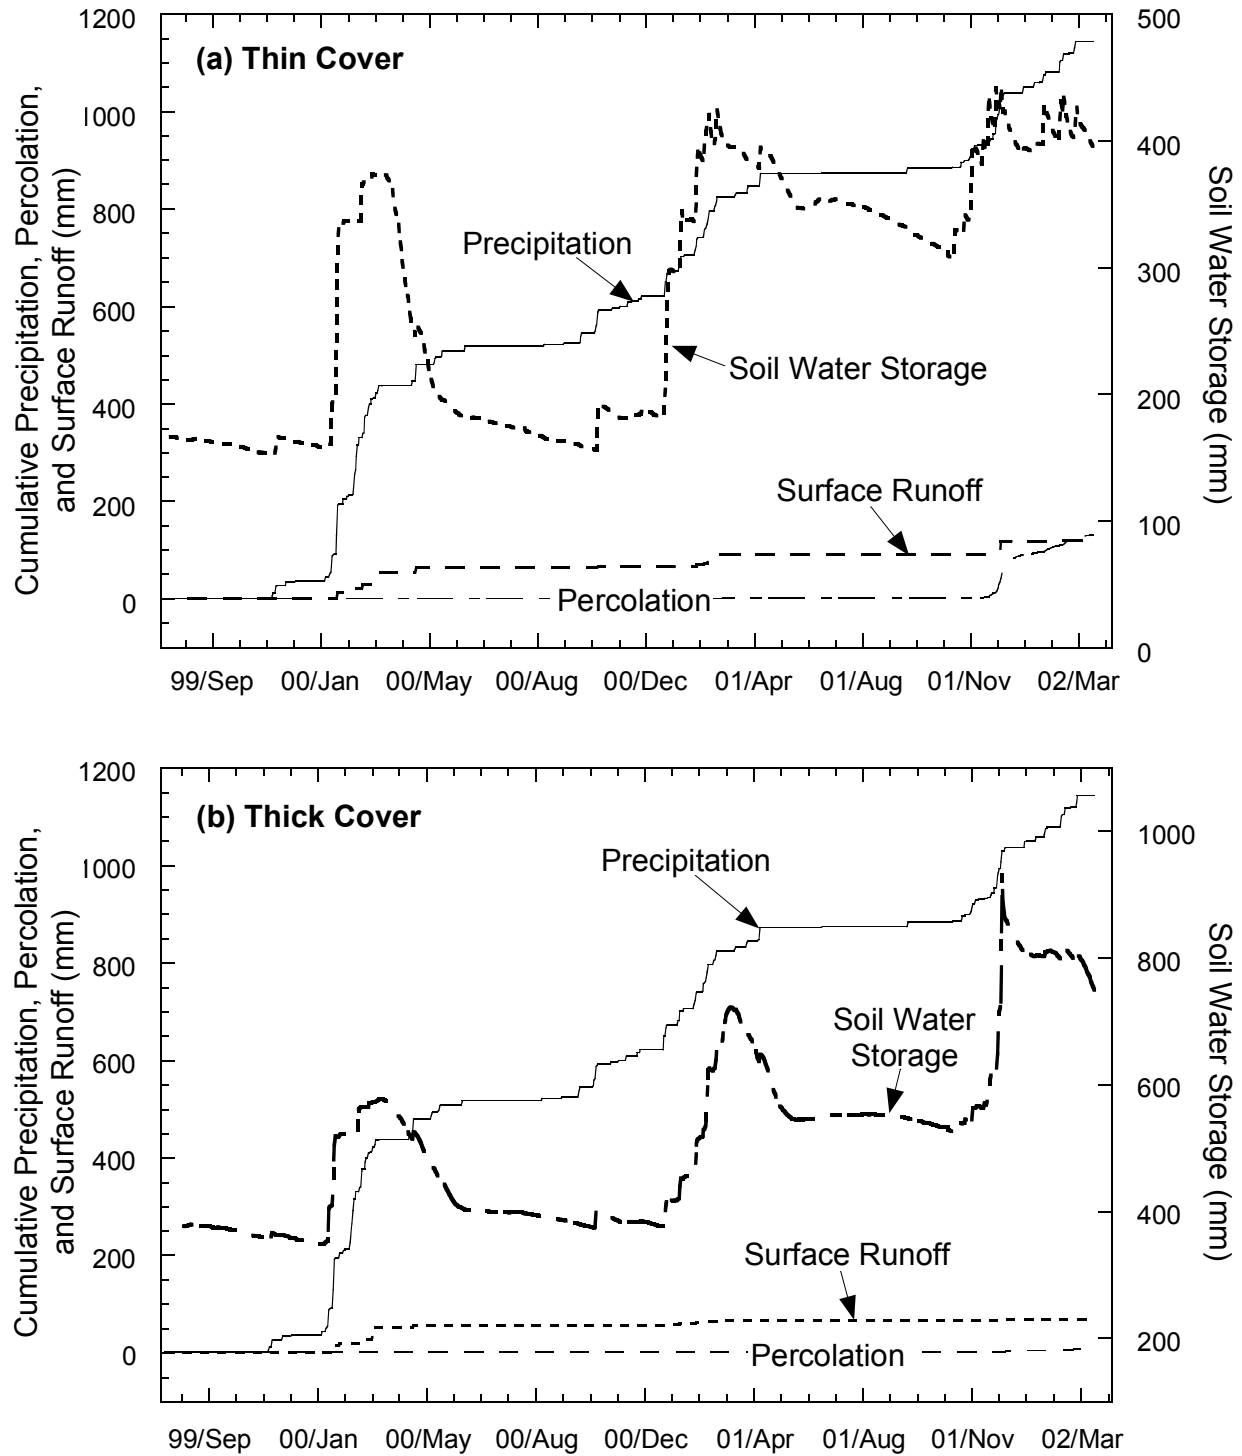 (a) Thin Cover
Cumulative Precipitation, Percolation,
and Surface Runoff (mm)
1200
1000
800
600
400
200
0
Precipitation
Soil Water Storage
Surface Runoff
Percolation
500
400
300
200
100
0
Soil Water Storage (mm)
99/Sep 00/Jan 00/May 00/Aug 00/Dec 01/Apr 01/Aug 01/Nov 02/Mar
(b) Thick Cover
Cumulative Precipitation, Percolation,
and Surface Runoff (mm)
1200
1000
800
600
400
200
0
Precipitation
Soil Water
Storage
Surface Runoff
Percolation
1000
800
600
400
200
Soil Water Storage (mm)
99/Sep 00/Jan 00/May 00/Aug 00/Dec 01/Apr 01/Aug 01/Nov 02/Mar